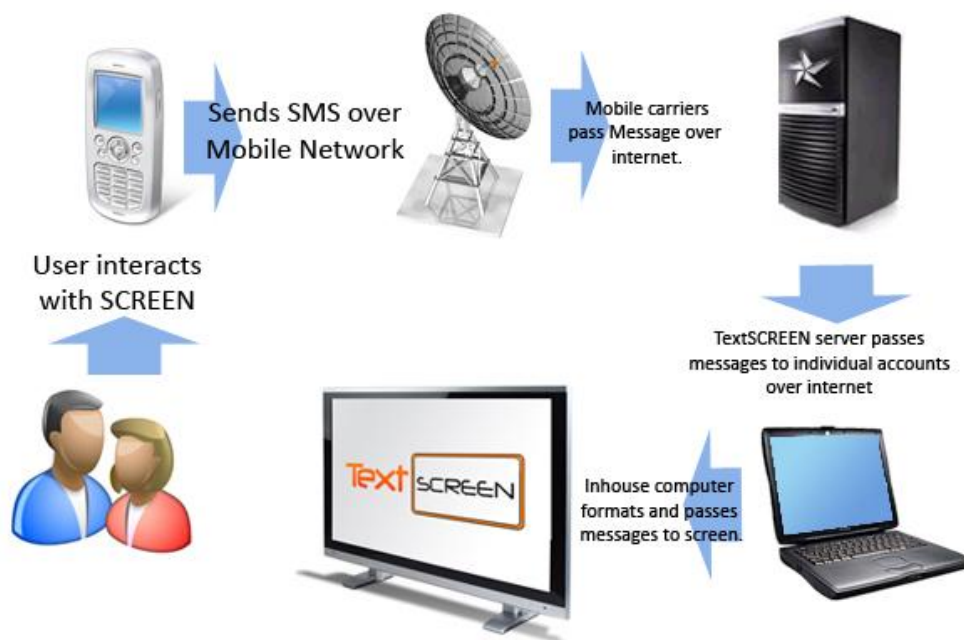 Sends SMS over
Mobile Network
Mobile carriers
pass Message over
internet.
User interacts
with SCREEN
TextSCREEN server passes
messages to individual accounts
over internet
Text SCREEN
Inhouse computer
formats and passes
messages to screen.